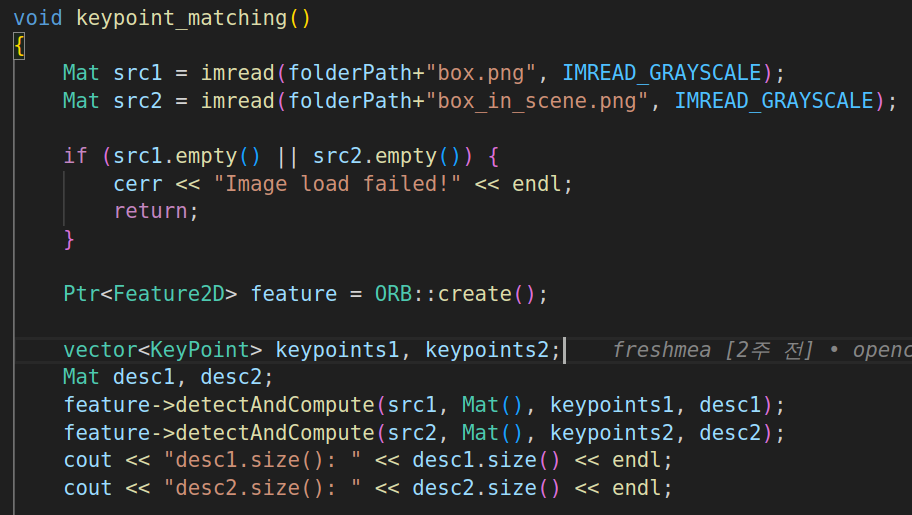 void keypoint_matching()
{
    Mat src1 = imread(folderPath+"box.png", IMREAD_GRAYSCALE);
    Mat src2 = imread(folderPath+"box_in_scene.png", IMREAD_GRAYSCALE);

    if (src1.empty() || src2.empty()) {
        cerr << "Image load failed!" << endl;
        return;
    }

    Ptr<Feature2D> feature = ORB::create();

    vector<KeyPoint> keypoints1, keypoints2;    freshmea [2주 전] • openc
    Mat desc1, desc2;
    feature->detectAndCompute(src1, Mat(), keypoints1, desc1);
    feature->detectAndCompute(src2, Mat(), keypoints2, desc2);
    cout << "desc1.size(): " << desc1.size() << endl;
    cout << "desc2.size(): " << desc2.size() << endl;